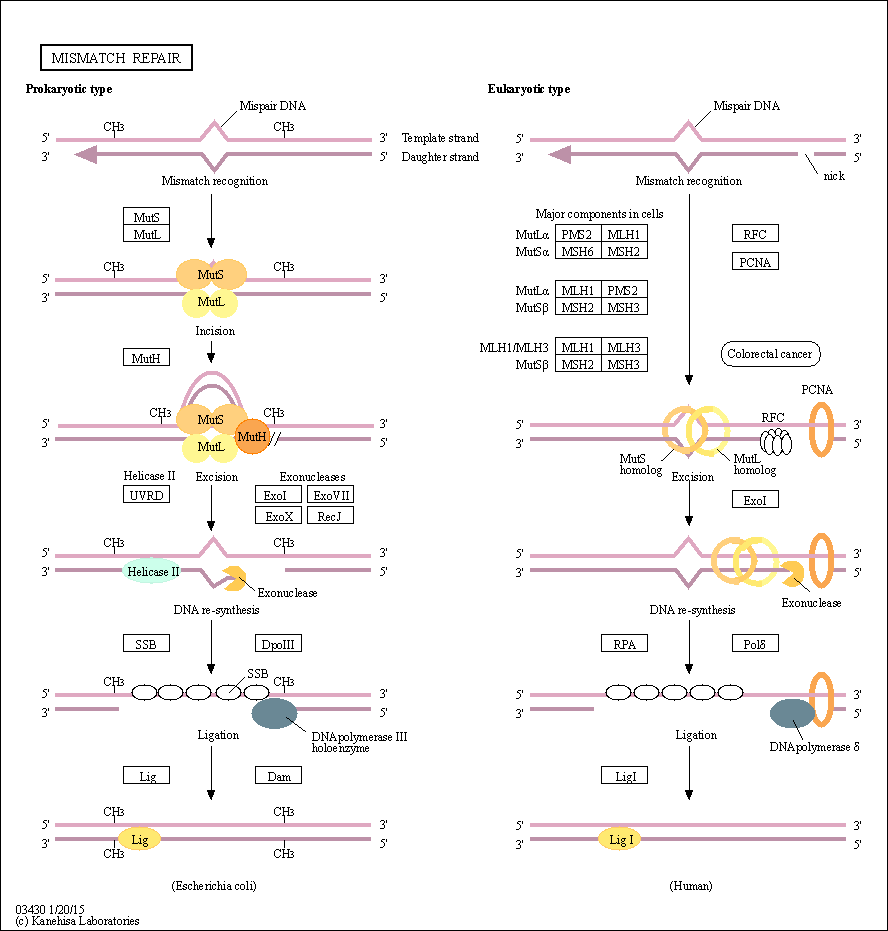 MISMATCH REPAIR
Prokaryotic type
Mispair DNA
CH3
CH3
5'
3'
Template strand
3'
5'
Daughter strand
Mismatch recognition
MutS
MutL
CH3
CH3
MutS
5'
3'
3'
5'
MutL
Incision
MutH
CH3
CH3
MutS
5'
3'
3'
5'
MutH
MutL
Helicase II
Excision
Exonucleases
UVRD
ExoI
ExoVII
ExoX
RecJ
CH3
CH3
5'
3'
3'
Helicase II
5'
Exonuclease
DNA re-synthesis
SSB
DpoIII
SSB
CH3
CH3
5'
3'
3'
5'
DNA polymerase III
holoenzyme
Ligation
Lig
Dam
CH3
CH3
5'
3'
3'
Lig
5'
CH3
CH3
(Escherichia coli)
Eukaryotic type
Mispair DNA
5'
3'
3'
5'
nick
Mismatch recognition
Major components in cells
MutLα PMS2 MLH1
MutSα MSH6 MSH2
RFC
PCNA
MutLα MLH1 PMS2
MutSβ MSH2 MSH3
MLH1/MLH3 MLH1 MLH3
MutSβ MSH2 MSH3
Colorectal cancer
PCNA
RFC
5'
3'
3'
5'
MutS
homolog
MutL
homolog
Excision
ExoI
5'
3'
3'
5'
Exonuclease
DNA re-synthesis
RPA
Polδ
5'
3'
3'
5'
DNA polymerase δ
Ligation
LigI
5'
3'
3'
Lig I
5'
(Human)
03430 1/20/15
(c) Kanehisa Laboratories